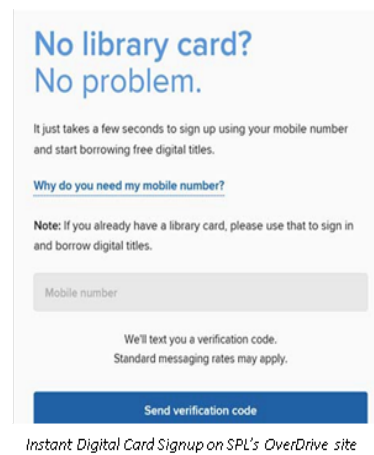 No library card?
No problem.
It just takes a few seconds to sign up using your mobile number
and start borrowing free digital titles.
Why do you need my mobile number?
Note: If you already have a library card, please use that to sign in
and borrow digital titles.
Mobile number
We'll text you a verification code.
Standard messaging rates may apply.
Send verification code
Instant Digital Card Signup on SPL's OverDrive site